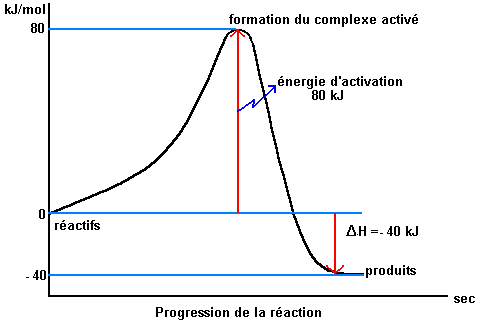 kJ/mol
formation du complexe activé
80
énergie d'activation
80 kJ
0
réactifs
ΔH = - 40 kJ
produits
- 40
sec
Progression de la réaction